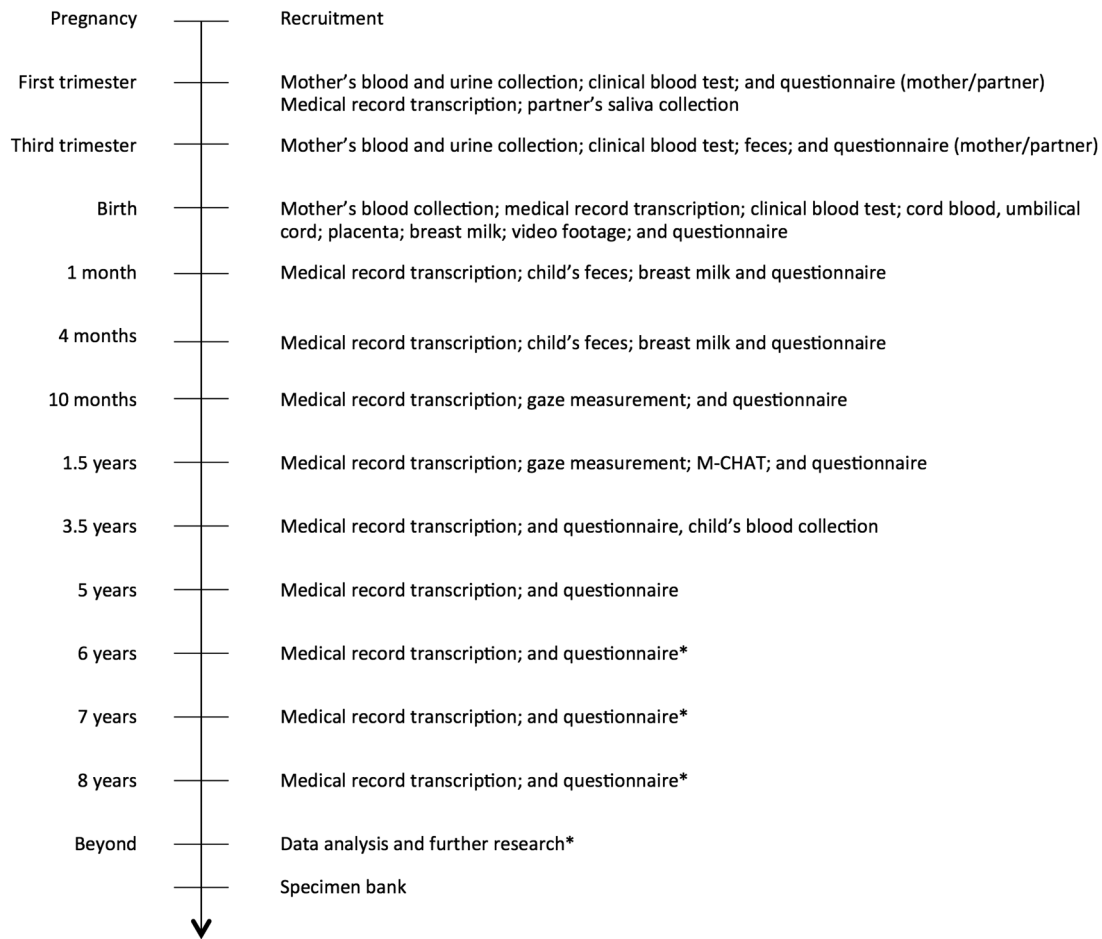 Pregnancy Recruitment
First trimester Mother’s blood and urine collection; clinical blood test; and questionnaire (mother/partner)
Medical record transcription; partner’s saliva collection
Third trimester Mother’s blood and urine collection; clinical blood test; feces; and questionnaire (mother/partner)
Birth Mother’s blood collection; medical record transcription; clinical blood test; cord blood, umbilical
cord; placenta; breast milk; video footage; and questionnaire
1 month Medical record transcription; child’s feces; breast milk and questionnaire
4 months Medical record transcription; child’s feces; breast milk and questionnaire
10 months Medical record transcription; gaze measurement; and questionnaire
1.5 years Medical record transcription; gaze measurement; M-CHAT; and questionnaire
3.5 years Medical record transcription; and questionnaire, child’s blood collection
5 years Medical record transcription; and questionnaire
6 years Medical record transcription; and questionnaire*
7 years Medical record transcription; and questionnaire*
8 years Medical record transcription; and questionnaire*
Beyond Data analysis and further research*
Specimen bank